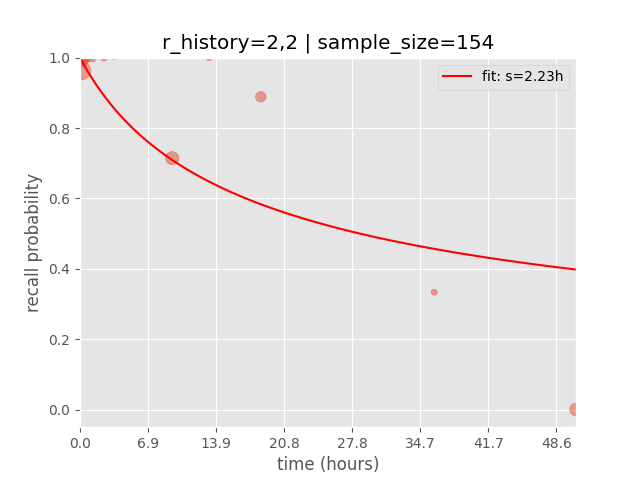 r_history=2,2 | sample_size=154
fit: s=2.23h
recall probability
1.0
0.8
0.6
0.4
0.2
0.0
0.0 6.9 13.9 20.8 27.8 34.7 41.7 48.6
time (hours)